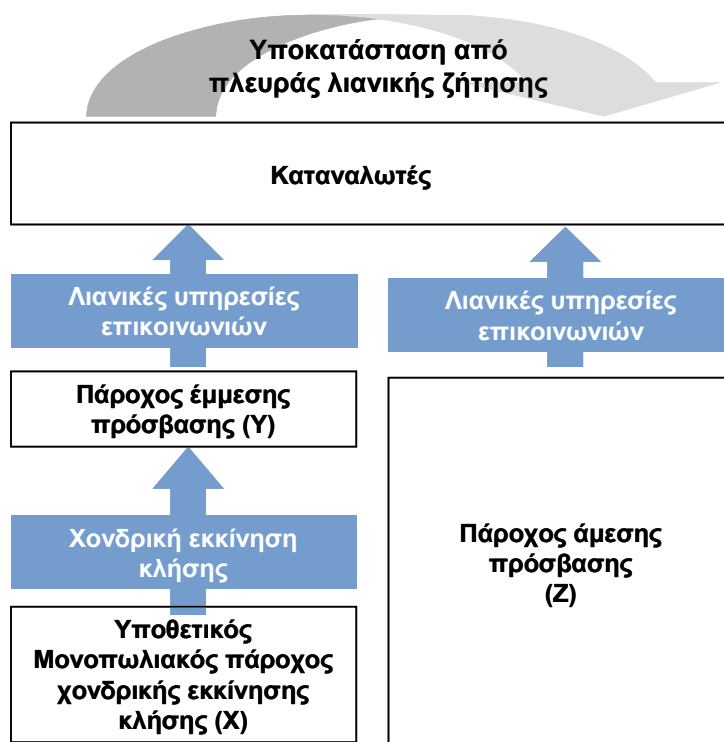 Υποκατάσταση από
πλευράς λιανικής ζήτησης
Καταναλωτές
Λιανικές υπηρεσίες
επικοινωνιών
Λιανικές υπηρεσίες
επικοινωνιών
Πάροχος έμμεσης
πρόσβασης (Υ)
Χονδρική εκκίνηση
κλήσης
Πάροχος άμεσης
πρόσβασης
(Ζ)
Υποθετικός
Μονοπωλιακός πάροχος
χονδρικής εκκίνησης
κλήσης (Χ)